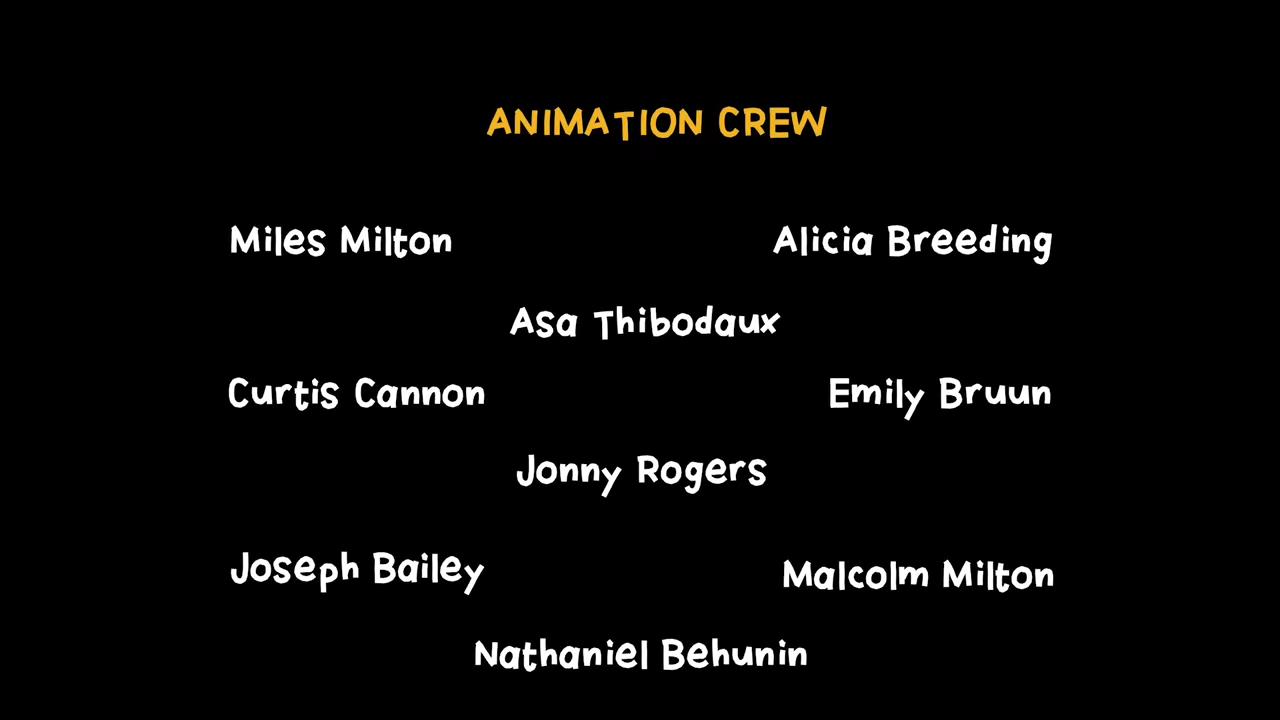 ANIMATION CREW
Miles Milton
Alicia Breeding
Asa Thibodaux
Curtis Cannon
Emily Bruun
Jonny Rogers
Joseph Bailey
Malcolm Milton
Nathaniel Behunin